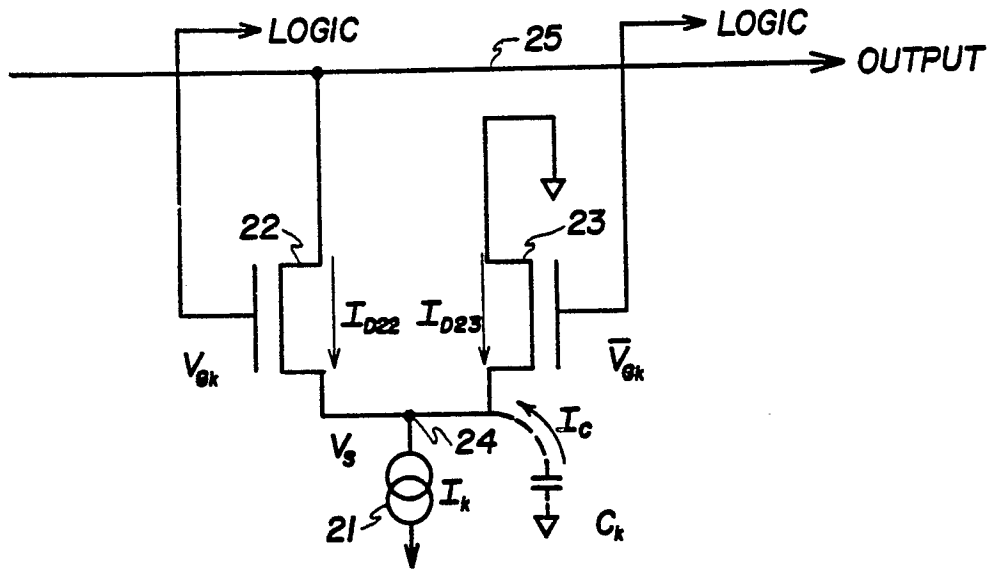 LOGIC
25
LOGIC
OUTPUT
22
23
I_D22
I_D23
V_gk
V̅_gk
I_C
V_S
24
I_k
21
C_k